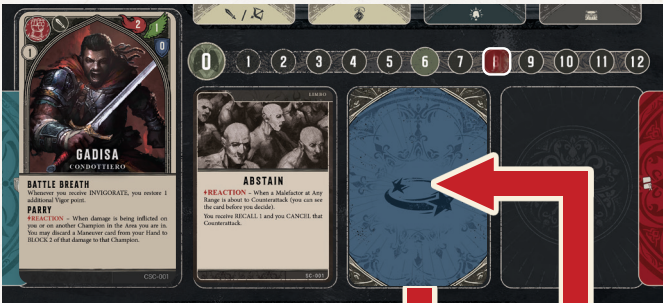 2
1
1
0
0 1 2 3 4 5 6 7 8 9 10 11 12
GADISA
CONDOTTIERO
BATTLE BREATH
Whenever you receive INVIGORATE, you restore 1
additional Vigor point.
PARRY
REACTION – When damage is being inflicted on
you or on another Champion in the Area you are in.
You may discard a Maneuver card from your Hand to
BLOCK 2 of that damage to that Champion.
CSC-001
LIMBO
ABSTAIN
REACTION – When a Malefactor at Any
Range is about to Counterattack (you can see
the card before you decide).
You receive RECALL 1 and you CANCEL that
Counterattack.
SC-001